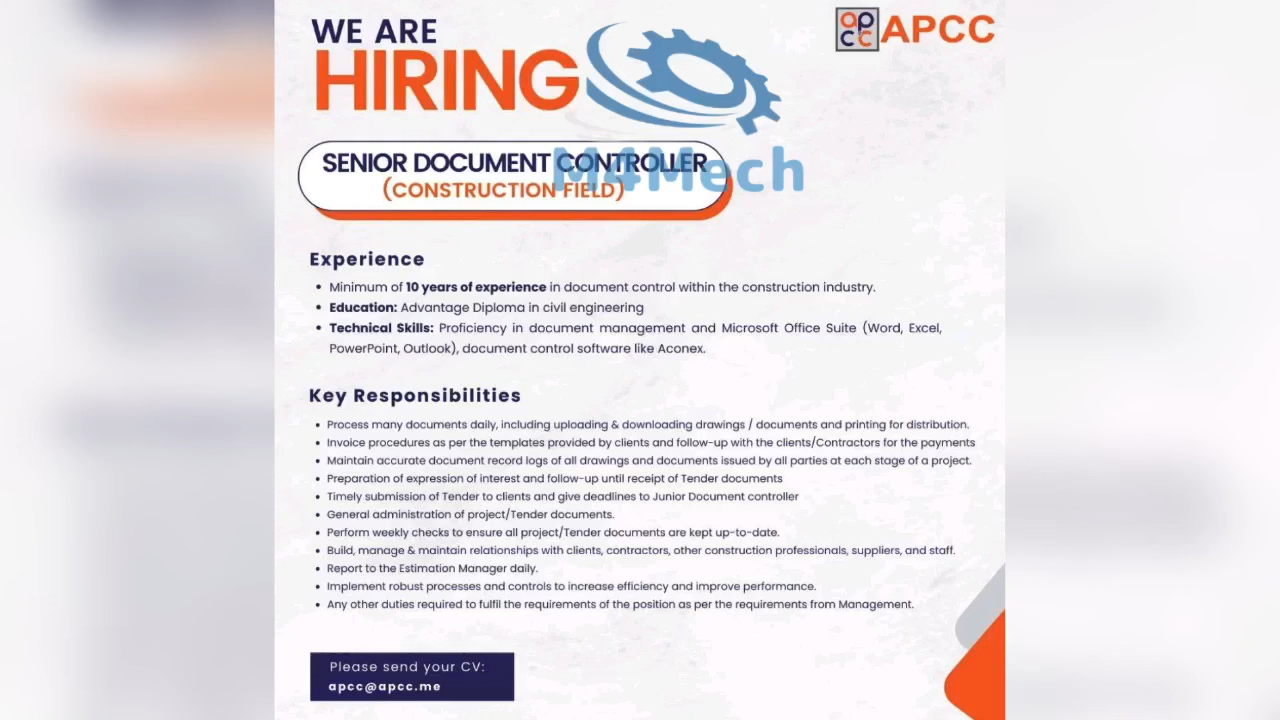 WE ARE
HIRING
apcc APCC
M4Mech
SENIOR DOCUMENT CONTROLLER
(CONSTRUCTION FIELD)
Experience
• Minimum of 10 years of experience in document control within the construction industry.
• Education: Advantage Diploma in civil engineering
• Technical Skills: Proficiency in document management and Microsoft Office Suite (Word, Excel,
PowerPoint, Outlook), document control software like Aconex.
Key Responsibilities
• Process many documents daily, including uploading & downloading drawings / documents and printing for distribution.
• Invoice procedures as per the templates provided by clients and follow-up with the clients/Contractors for the payments
• Maintain accurate document record logs of all drawings and documents issued by all parties at each stage of a project.
• Preparation of expression of interest and follow-up until receipt of Tender documents
• Timely submission of Tender to clients and give deadlines to Junior Document controller
• General administration of project/Tender documents.
• Perform weekly checks to ensure all project/Tender documents are kept up-to-date.
• Build, manage & maintain relationships with clients, contractors, other construction professionals, suppliers, and staff.
• Report to the Estimation Manager daily.
• Implement robust processes and controls to increase efficiency and improve performance.
• Any other duties required to fulfil the requirements of the position as per the requirements from Management.
Please send your CV:
apcc@apcc.me